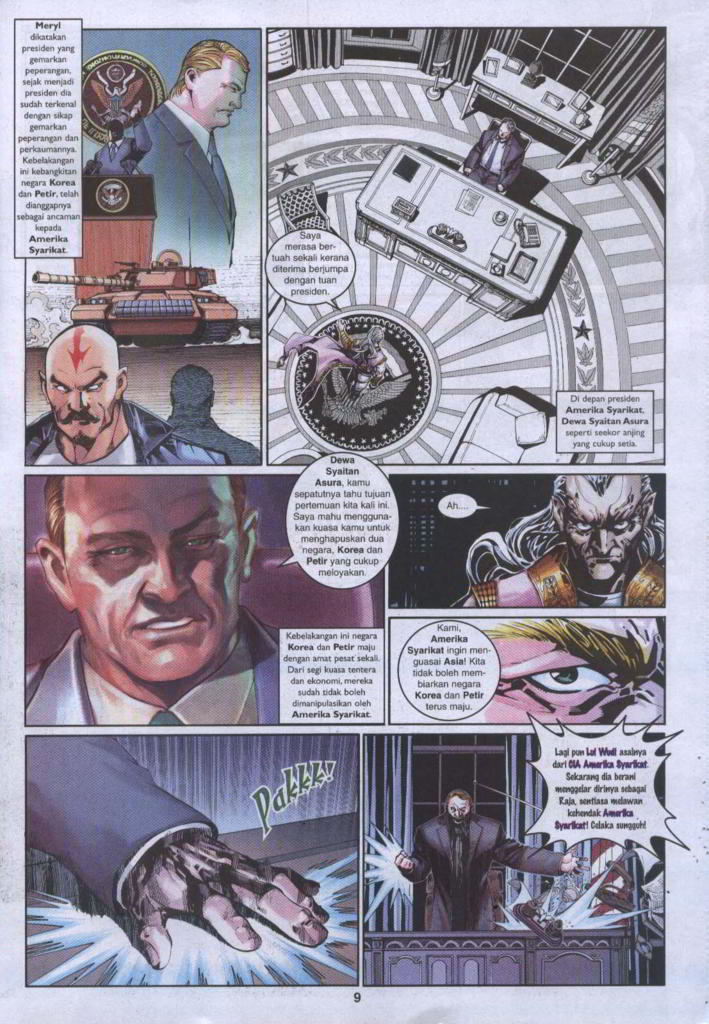 Meryl
dikatakan
presiden yang
gemarkan
peperangan,
sejak menjadi
presiden dia
sudah terkenal
dengan sikap
gemarkan
peperangan dan
perkaumannya.
Kebelakangan
ini kebangkitan
negara Korea
dan Petir, telah
dianggapnya
sebagai ancaman
kepada
Amerika
Syarikat.
Saya
merasa ber-
tuah sekali kerana
diterima berjumpa
dengan tuan
presiden.
Di depan presiden
Amerika Syarikat,
Dewa Syaitan Asura
seperti seekor anjing
yang cukup setia.
Dewa
Syaitan
Asura, kamu
sepatutnya tahu tujuan
pertemuan kita kali ini.
Saya mahu mengguna-
kan kuasa kamu untuk
menghapuskan dua
negara, Korea dan
Petir yang cukup
meloyakan.
Kebelakangan ini negara
Korea dan Petir maju
dengan amat pesat sekali.
Dari segi kuasa tentera
dan ekonomi, mereka
sudah tidak boleh
dimanipulasikan oleh
Amerika Syarikat.
Ah....
Kami,
Amerika
Syarikat ingin men-
guasai Asia! Kita
tidak boleh mem-
biarkan negara
Korea dan Petir
terus maju.
Pakkk!
Lagi pun Lui Wudi asalnya
dari CIA Amerika Syarikat.
Sekarang dia berani
menggelar dirinya sebagai
Raja, sentiasa melawan
kehendak Amerika
Syarikat! Celaka sungguh!
9